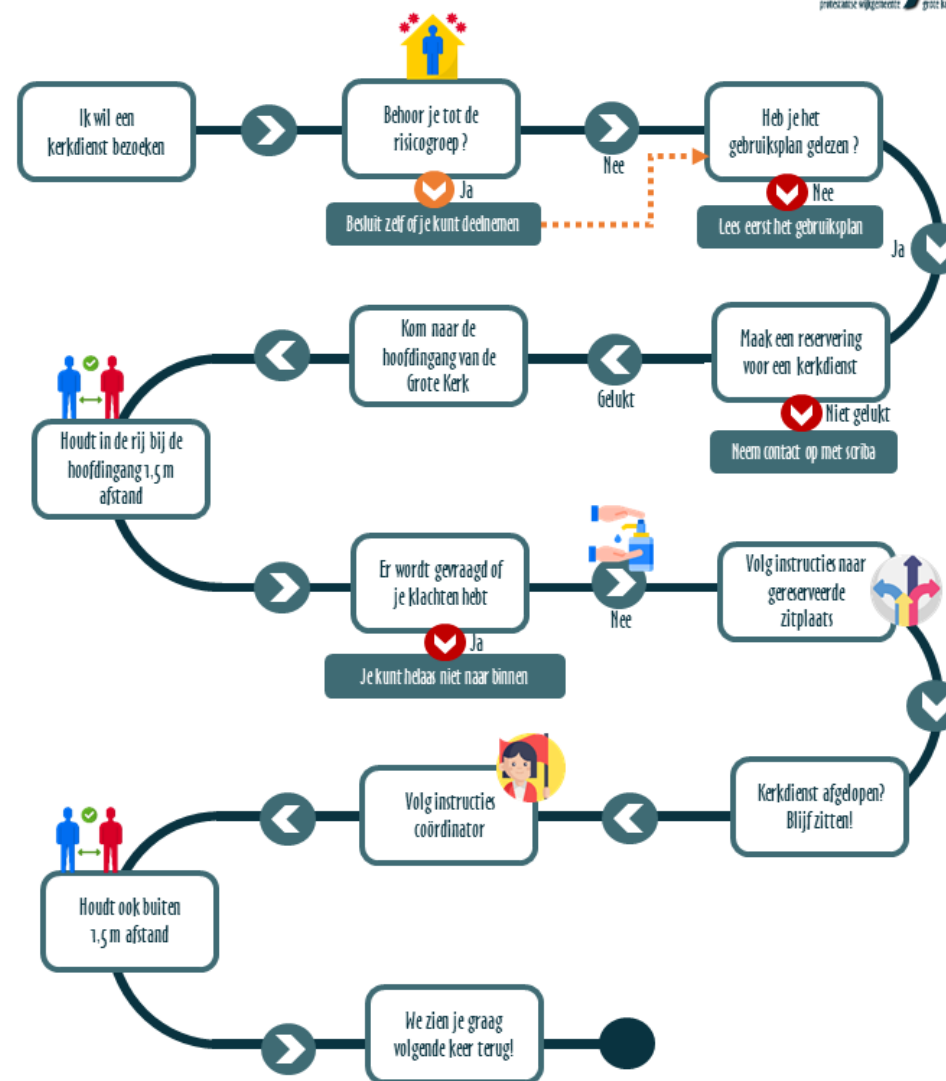 protestantse wijkgemeente
Ik wil een
kerkdienst bezoeken
Behoor je tot de
risicogroep ?
Nee
Heb je het
gebruiksplan gelezen ?
Ja
Besluit zelf of je kunt deelnemen
Nee
Lees eerst het gebruiksplan
Ja
Maak een reservering
voor een kerkdienst
Niet gelukt
Neem contact op met scriba
Gelukt
Kom naar de
hoofdingang van de
Grote Kerk
Houdt in de rij bij de
hoofdingang 1,5 m
afstand
Er wordt gevraagd of
je klachten hebt
Ja
Je kunt helaas niet naar binnen
Nee
Volg instructies naar
gereserveerde
zitplaats
Kerkdienst afgelopen?
Blijf zitten!
Volg instructies
coördinator
Houdt ook buiten
1,5 m afstand
We zien je graag
volgende keer terug!